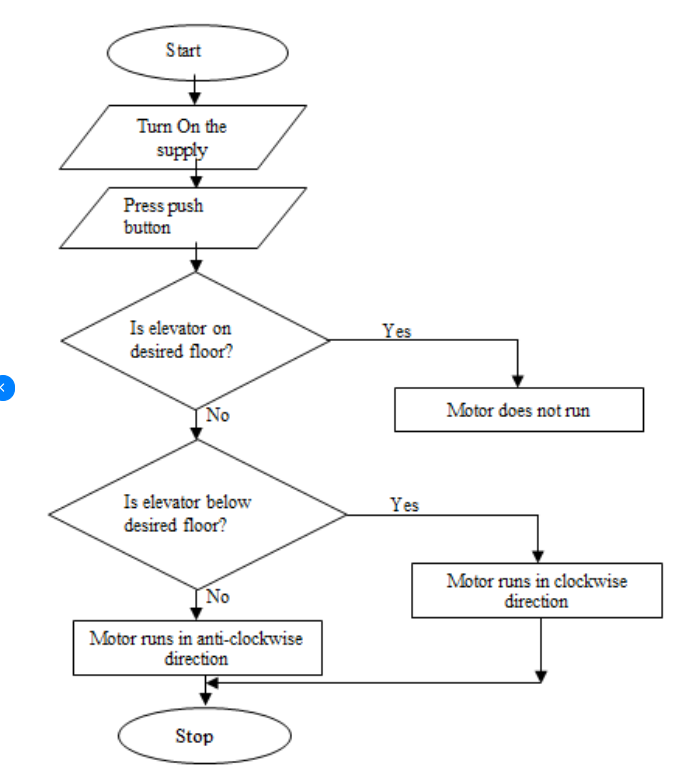 Start
Turn On the
supply
Press push
button
Is elevator on
desired floor?
Yes
Motor does not run
No
Is elevator below
desired floor?
Yes
Motor runs in clockwise
direction
No
Motor runs in anti-clockwise
direction
Stop